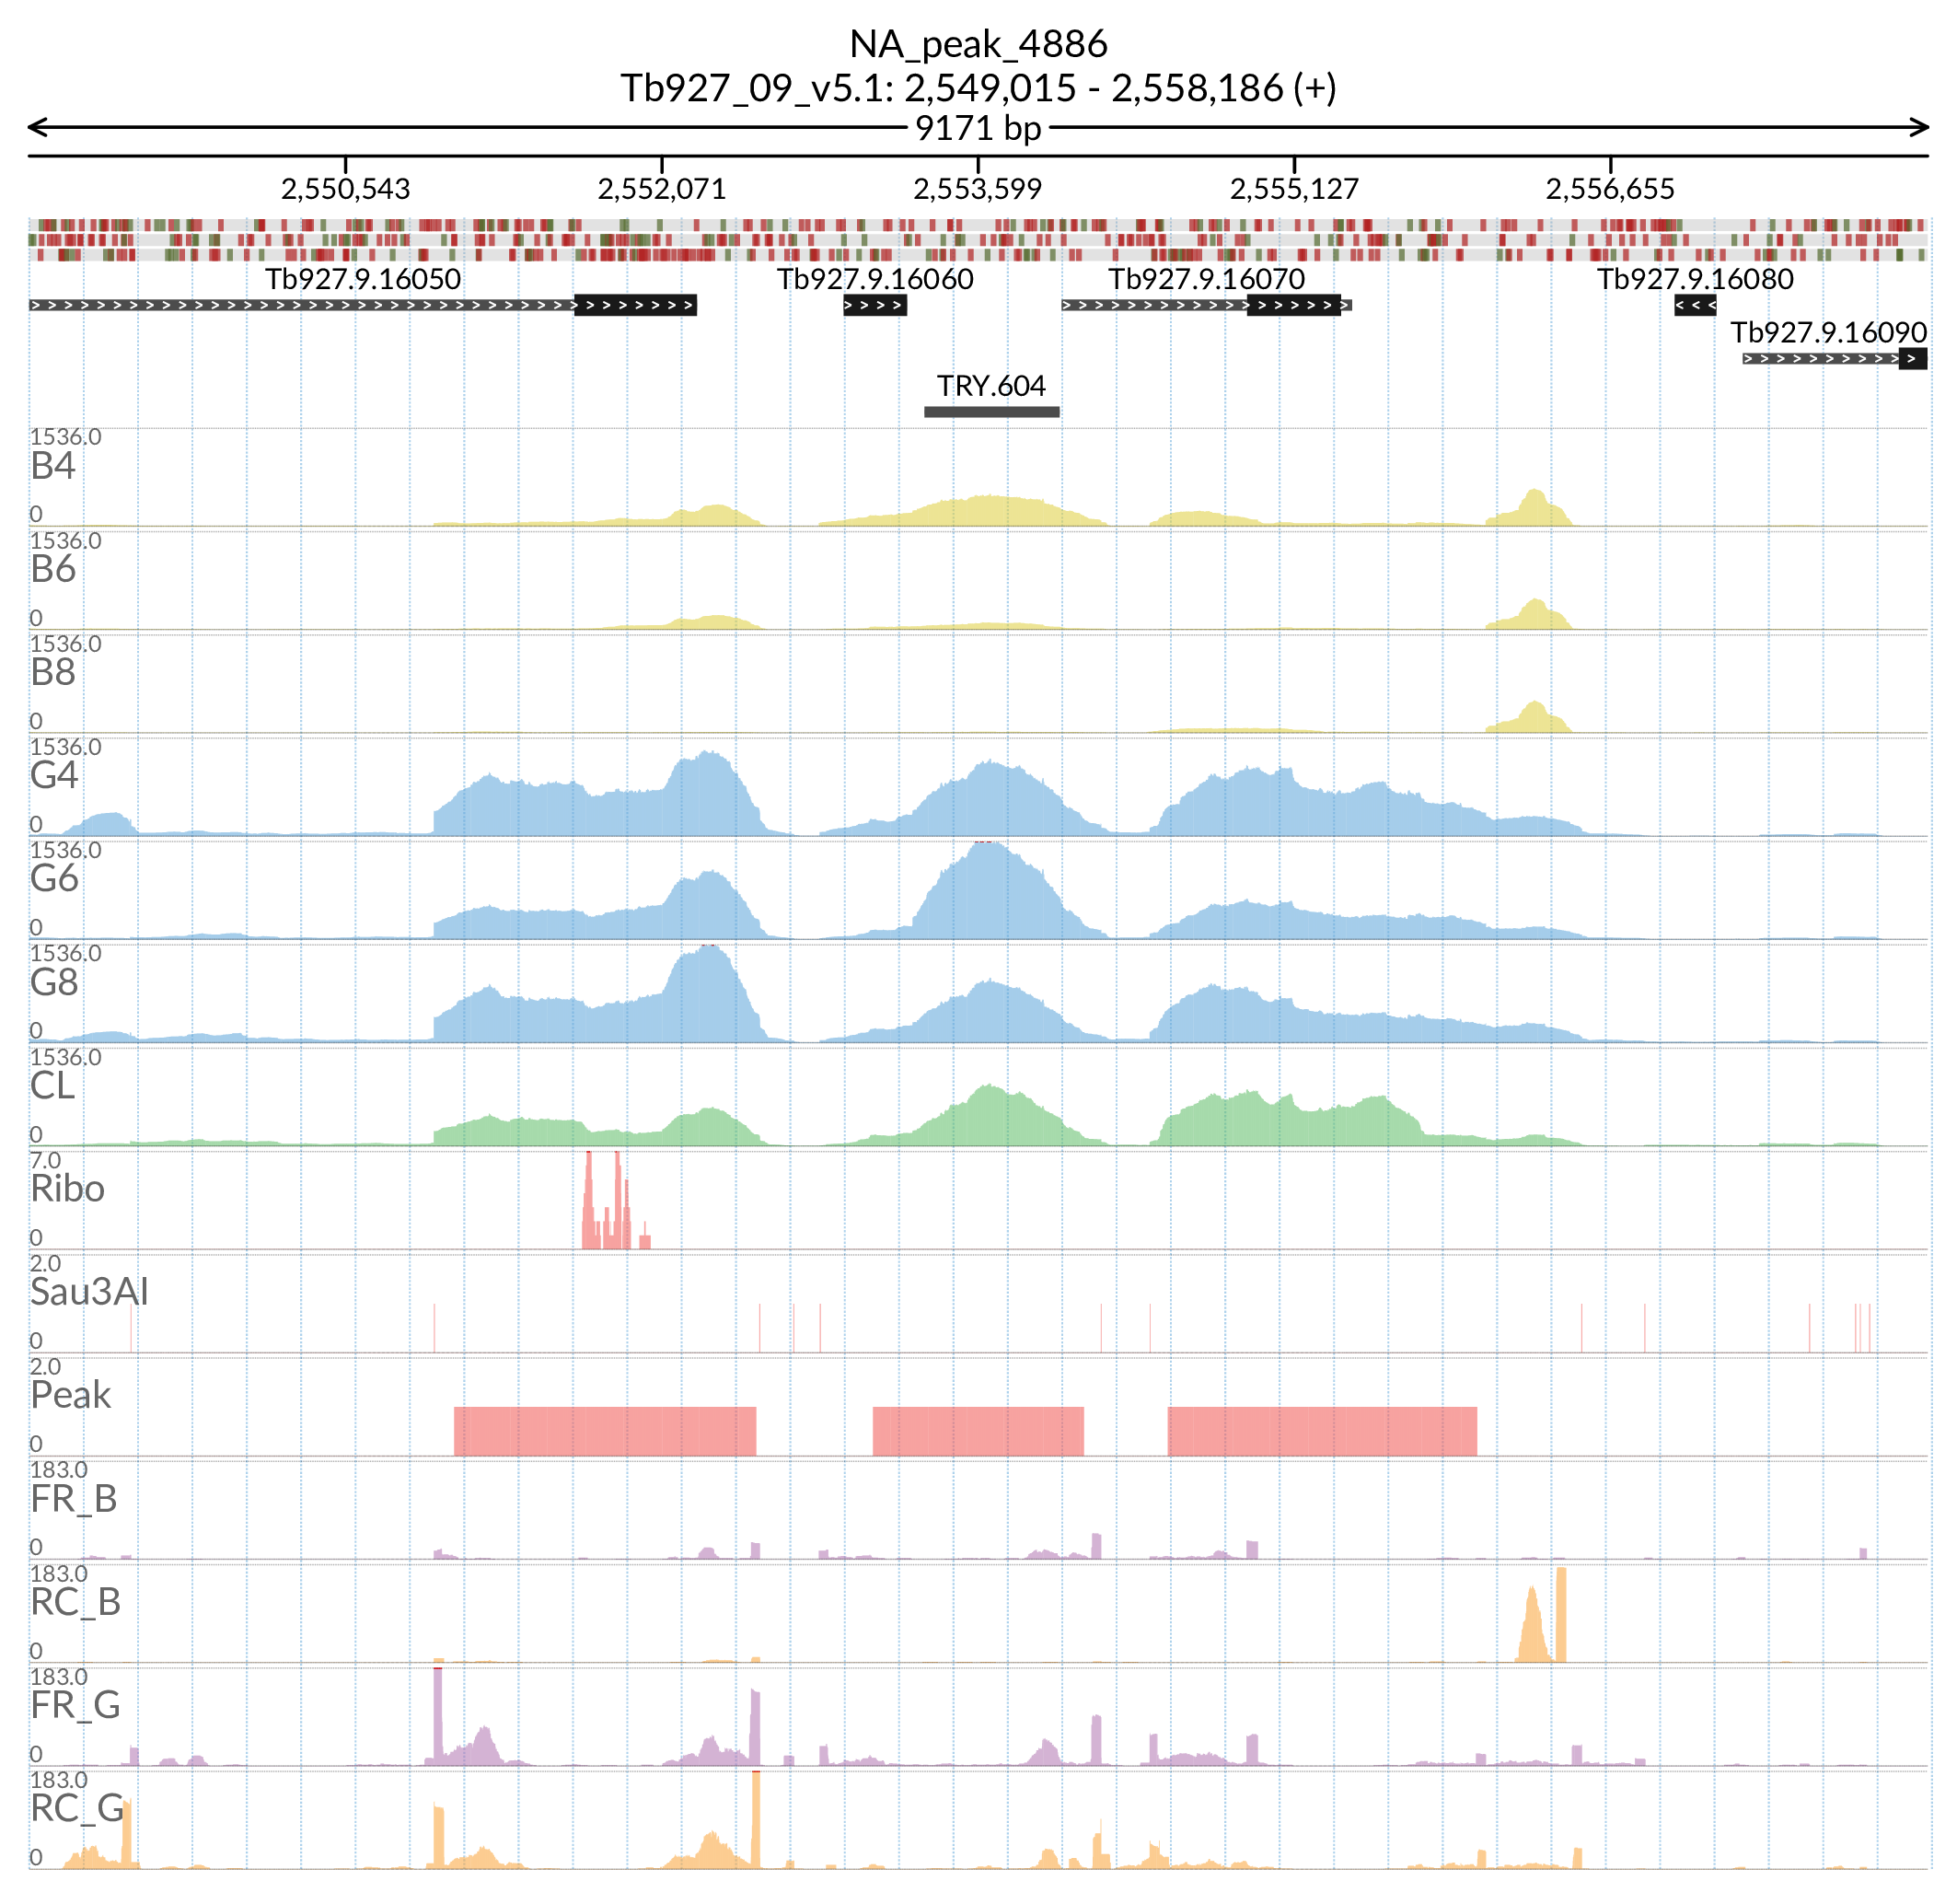 NA_peak_4886
Tb927_09_v5.1: 2,549,015 - 2,558,186 (+)
9171 bp
2,550,543 2,552,071 2,553,599 2,555,127 2,556,655
Tb927.9.16050 Tb927.9.16060 Tb927.9.16070 Tb927.9.16080
Tb927.9.16090
TRY.604
1536.0
B4
0
1536.0
B6
0
1536.0
B8
0
1536.0
G4
0
1536.0
G6
0
1536.0
G8
0
1536.0
CL
0
7.0
Ribo
0
2.0
Sau3AI
0
2.0
Peak
0
183.0
FR_B
0
183.0
RC_B
0
183.0
FR_G
0
183.0
RC_G
0